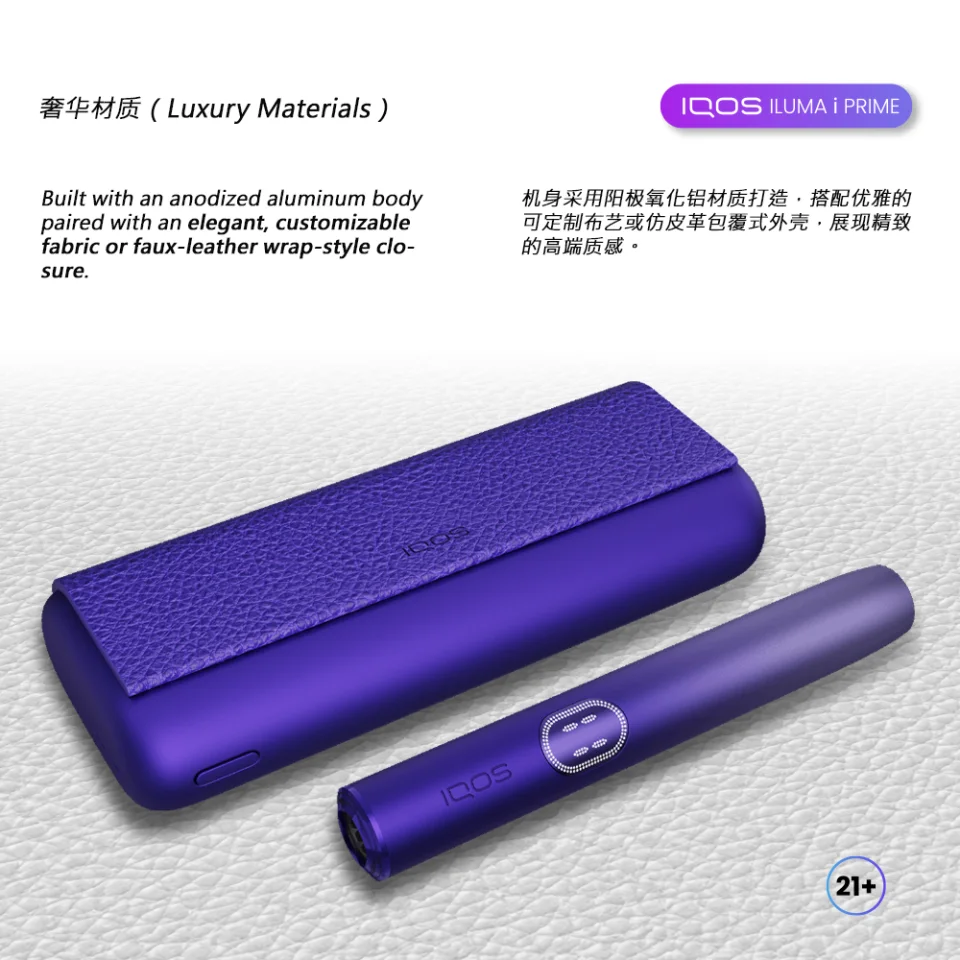 奢华材质 ( Luxury Materials )
IQOS ILUMA i PRIME
Built with an anodized aluminum body
paired with an elegant, customizable
fabric or faux-leather wrap-style clo-
sure.
机身采用阳极氧化铝材质打造，搭配优雅的
可定制布艺或仿皮革包覆式外壳，展现精致
的高端质感。
IQOS
IQOS
21+